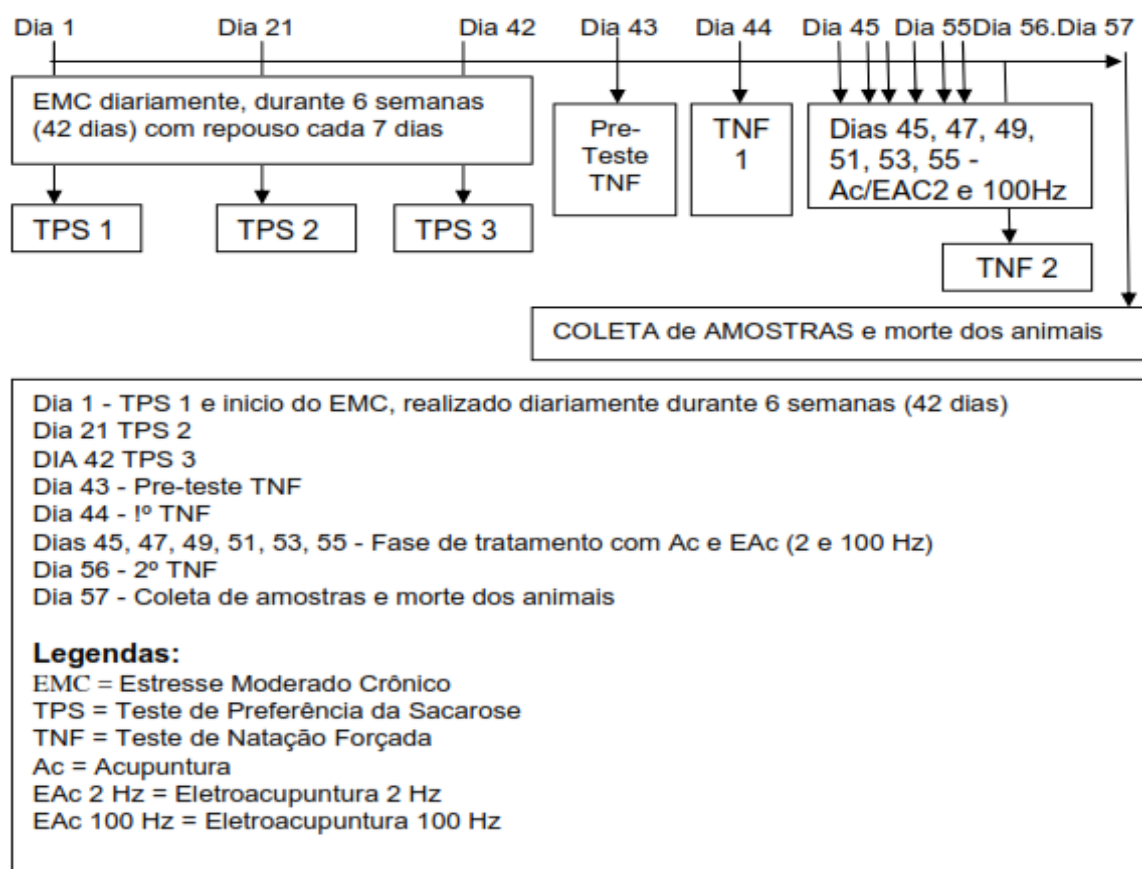 Dia 1 Dia 21 Dia 42 Dia 43 Dia 44 Dia 45 Dia 55Dia 56.Dia 57
EMC diariamente, durante 6 semanas
(42 dias) com repouso cada 7 dias
Pre-
Teste
TNF
TNF
1
Dias 45, 47, 49,
51, 53, 55 -
Ac/EAC2 e 100Hz
TPS 1 TPS 2 TPS 3
TNF 2
COLETA de AMOSTRAS e morte dos animais
Dia 1 - TPS 1 e inicio do EMC, realizado diariamente durante 6 semanas (42 dias)
Dia 21 TPS 2
DIA 42 TPS 3
Dia 43 - Pre-teste TNF
Dia 44 - !º TNF
Dias 45, 47, 49, 51, 53, 55 - Fase de tratamento com Ac e EAc (2 e 100 Hz)
Dia 56 - 2º TNF
Dia 57 - Coleta de amostras e morte dos animais
Legendas:
EMC = Estresse Moderado Crônico
TPS = Teste de Preferência da Sacarose
TNF = Teste de Natação Forçada
Ac = Acupuntura
EAc 2 Hz = Eletroacupuntura 2 Hz
EAc 100 Hz = Eletroacupuntura 100 Hz